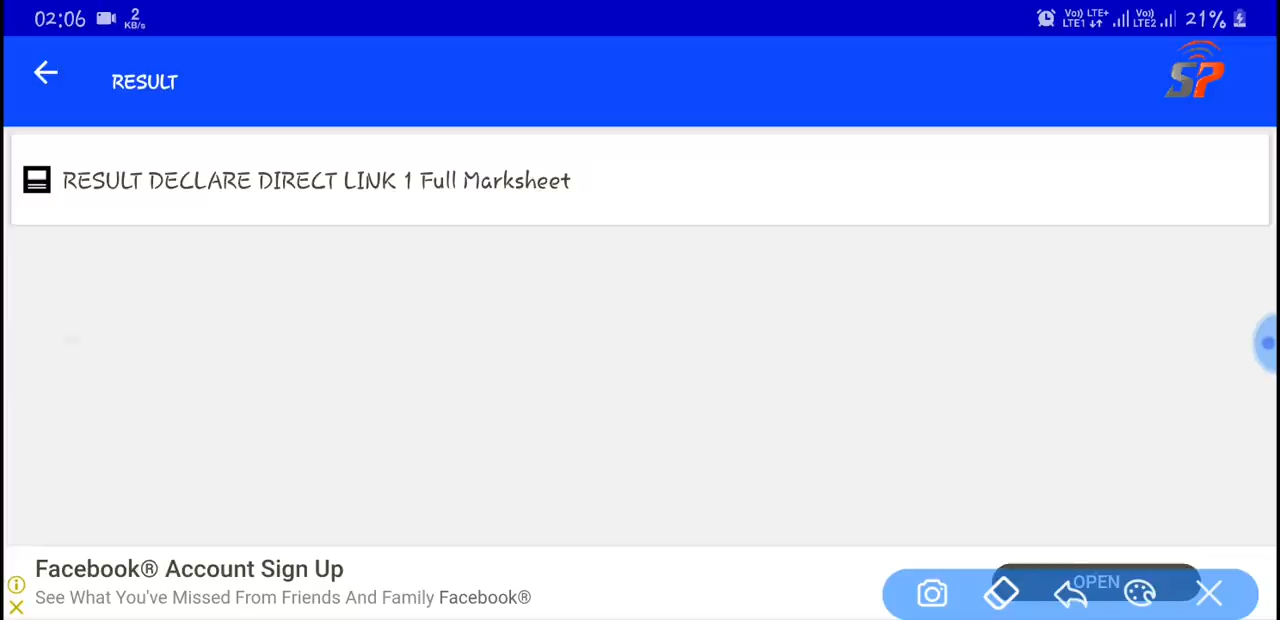 02:06 2 KB/s Vo) LTE+ LTE1 Vo) LTE2 21%
RESULT
SP
RESULT DECLARE DIRECT LINK 1 Full Marksheet
Facebook® Account Sign Up
See What You've Missed From Friends And Family Facebook®
OPEN